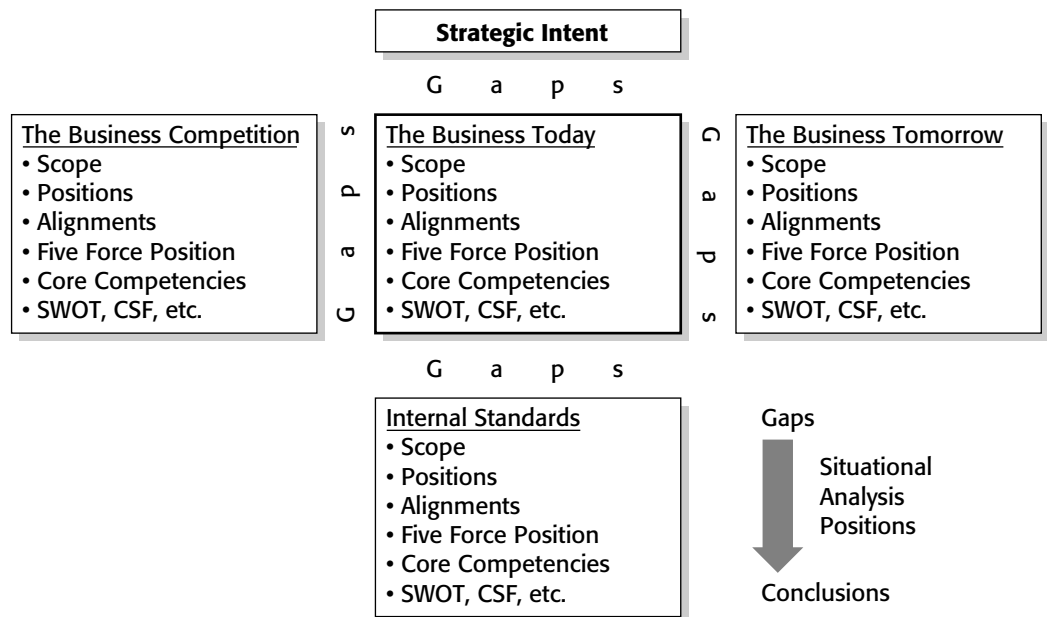 Strategic Intent
G a p s
The Business Competition
• Scope
• Positions
• Alignments
• Five Force Position
• Core Competencies
• SWOT, CSF, etc.
G a p s
The Business Today
• Scope
• Positions
• Alignments
• Five Force Position
• Core Competencies
• SWOT, CSF, etc.
G a p s
The Business Tomorrow
• Scope
• Positions
• Alignments
• Five Force Position
• Core Competencies
• SWOT, CSF, etc.
G a p s
Internal Standards
• Scope
• Positions
• Alignments
• Five Force Position
• Core Competencies
• SWOT, CSF, etc.
Gaps
Situational
Analysis
Positions
Conclusions